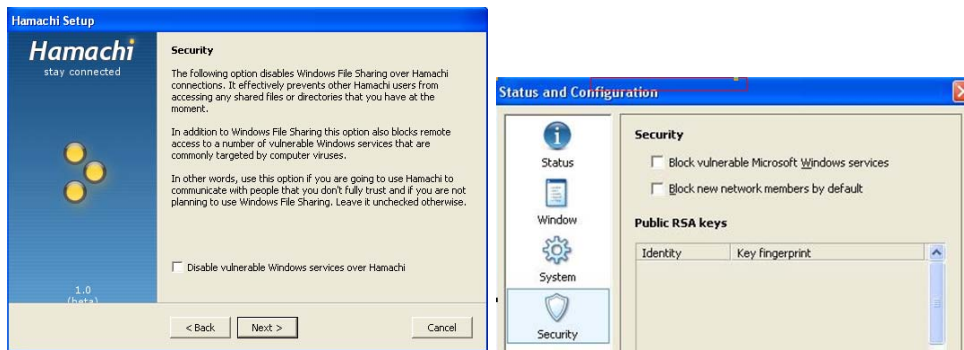 Hamachi Setup
Hamachi
stay connected
Security
The following option disables Windows File Sharing over Hamachi
connections. It effectively prevents other Hamachi users from
accessing any shared files or directories that you have at the
moment.
In addition to Windows File Sharing this option also blocks remote
access to a number of vulnerable Windows services that are
commonly targeted by computer viruses.
In other words, use this option if you are going to use Hamachi to
communicate with people that you don't fully trust and if you are not
planning to use Windows File Sharing. Leave it unchecked otherwise.
Disable vulnerable Windows services over Hamachi
1.0
(beta)
< Back
Next >
Cancel
Status and Configuration
Status
Window
System
Security
Security
Block vulnerable Microsoft Windows services
Block new network members by default
Public RSA keys
Identity
Key fingerprint